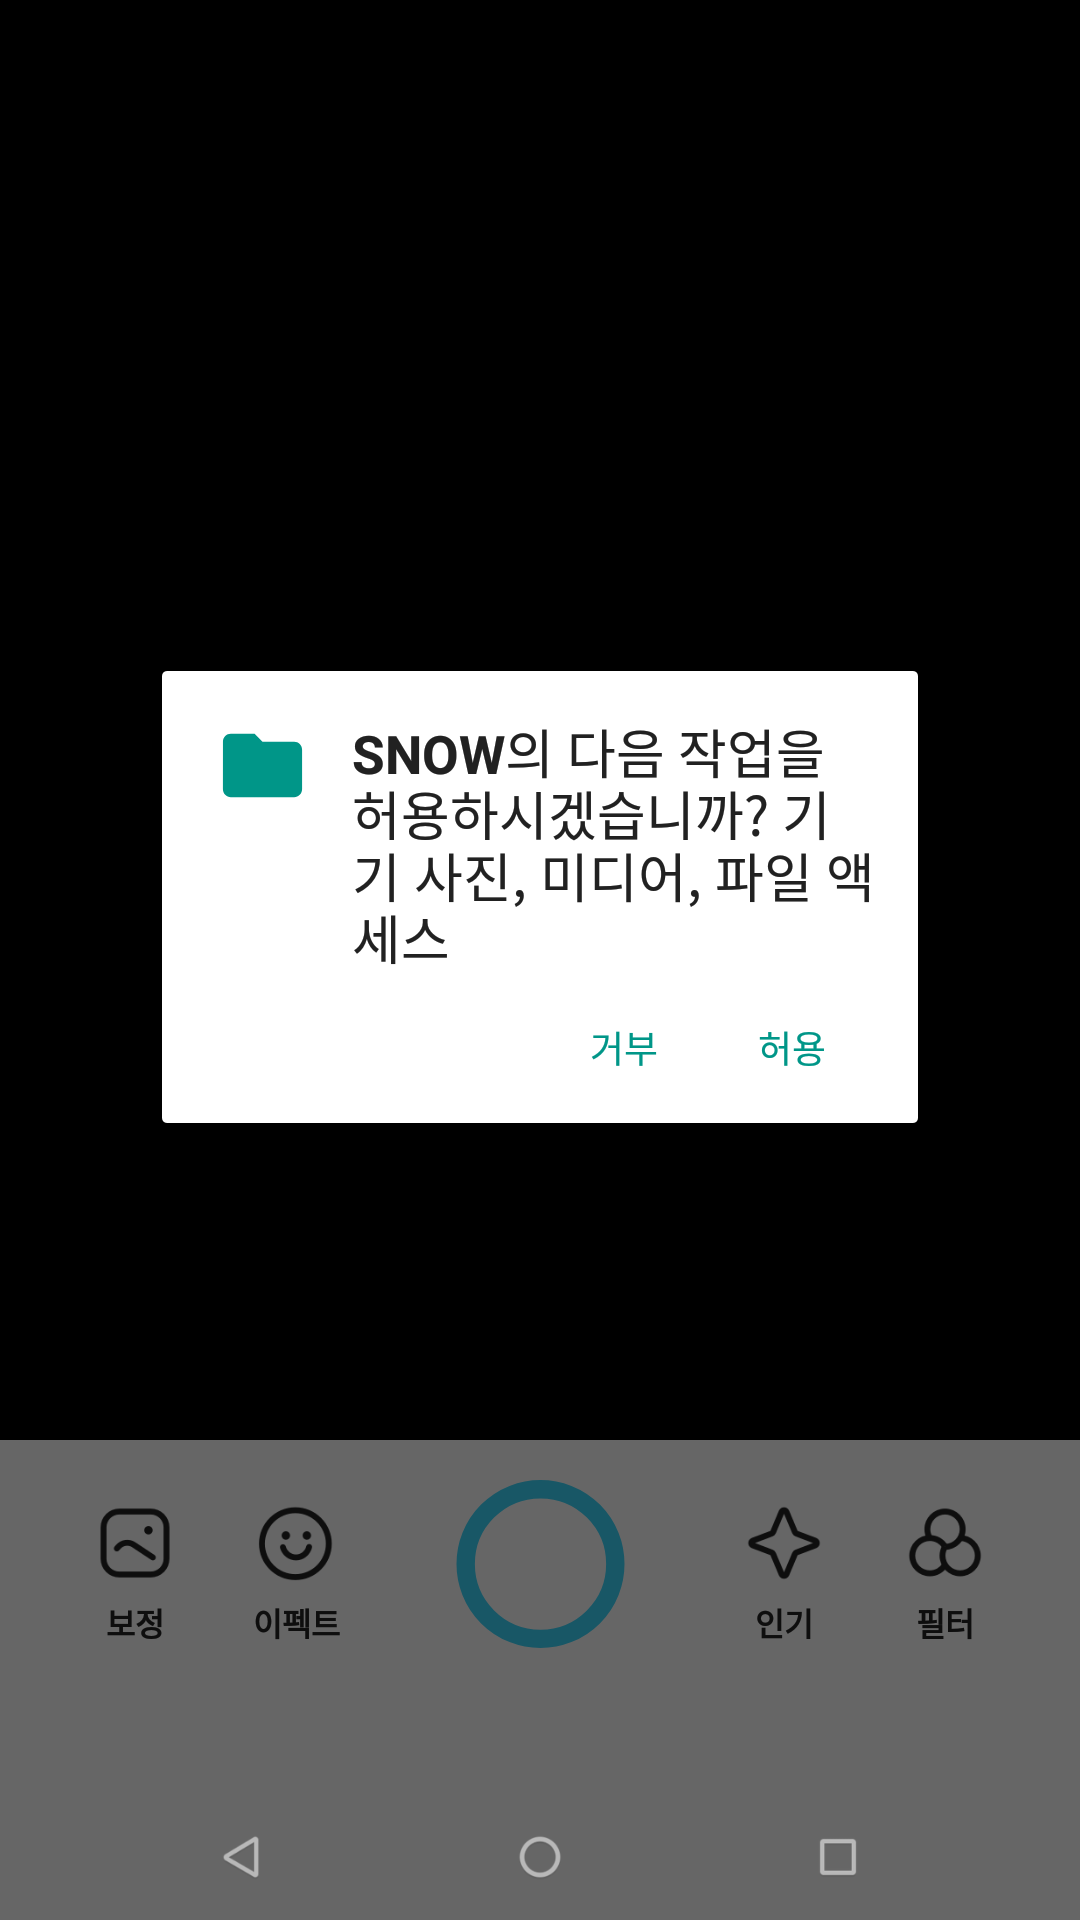 SNOW의 다음 작업을
허용하시겠습니까? 기
기 사진, 미디어, 파일 액
세스
거부 허용
보정 이펙트 인기 필터